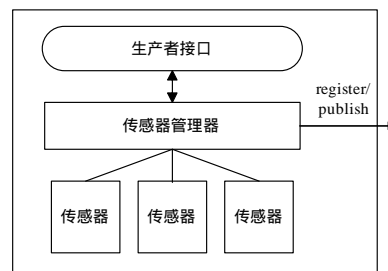 生产者接口
register/
publish
传感器管理器
传感器 传感器 传感器